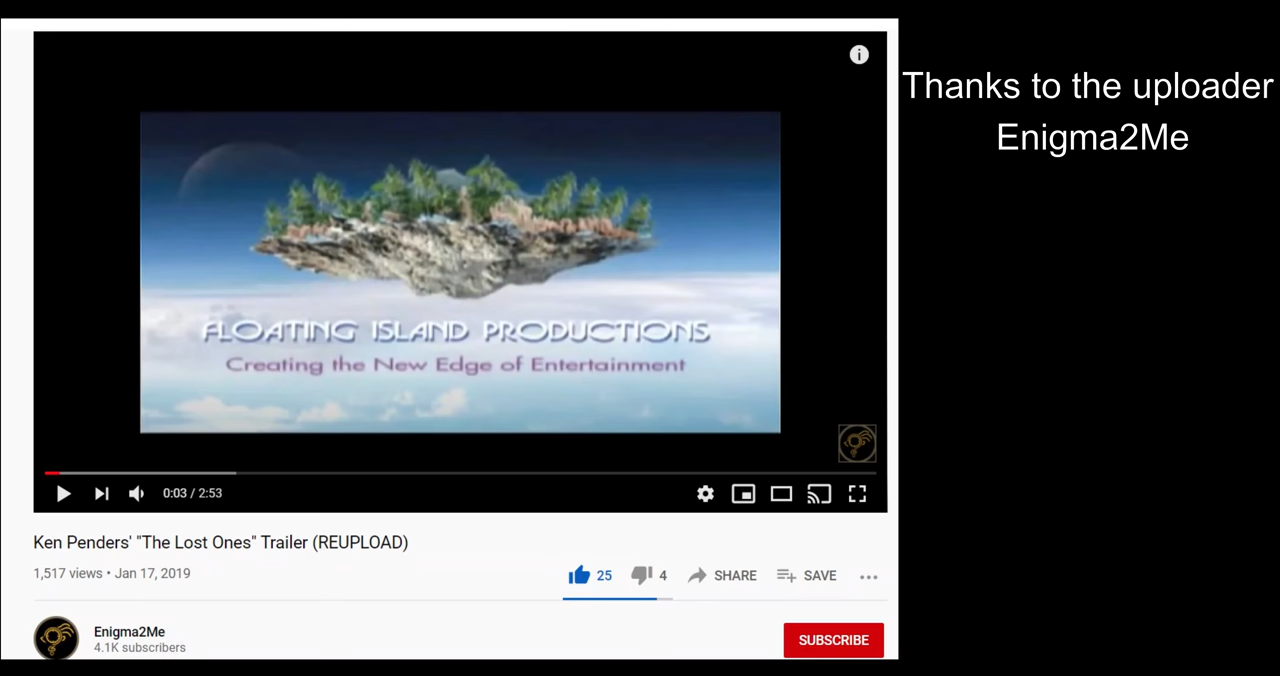 Thanks to the uploader
Enigma2Me
FLOATING ISLAND PRODUCTIONS
Creating the New Edge of Entertainment
0:03 / 2:53
Ken Penders' "The Lost Ones" Trailer (REUPLOAD)
1,517 views • Jan 17, 2019
25 4 SHARE SAVE
Enigma2Me
4.1K subscribers
SUBSCRIBE